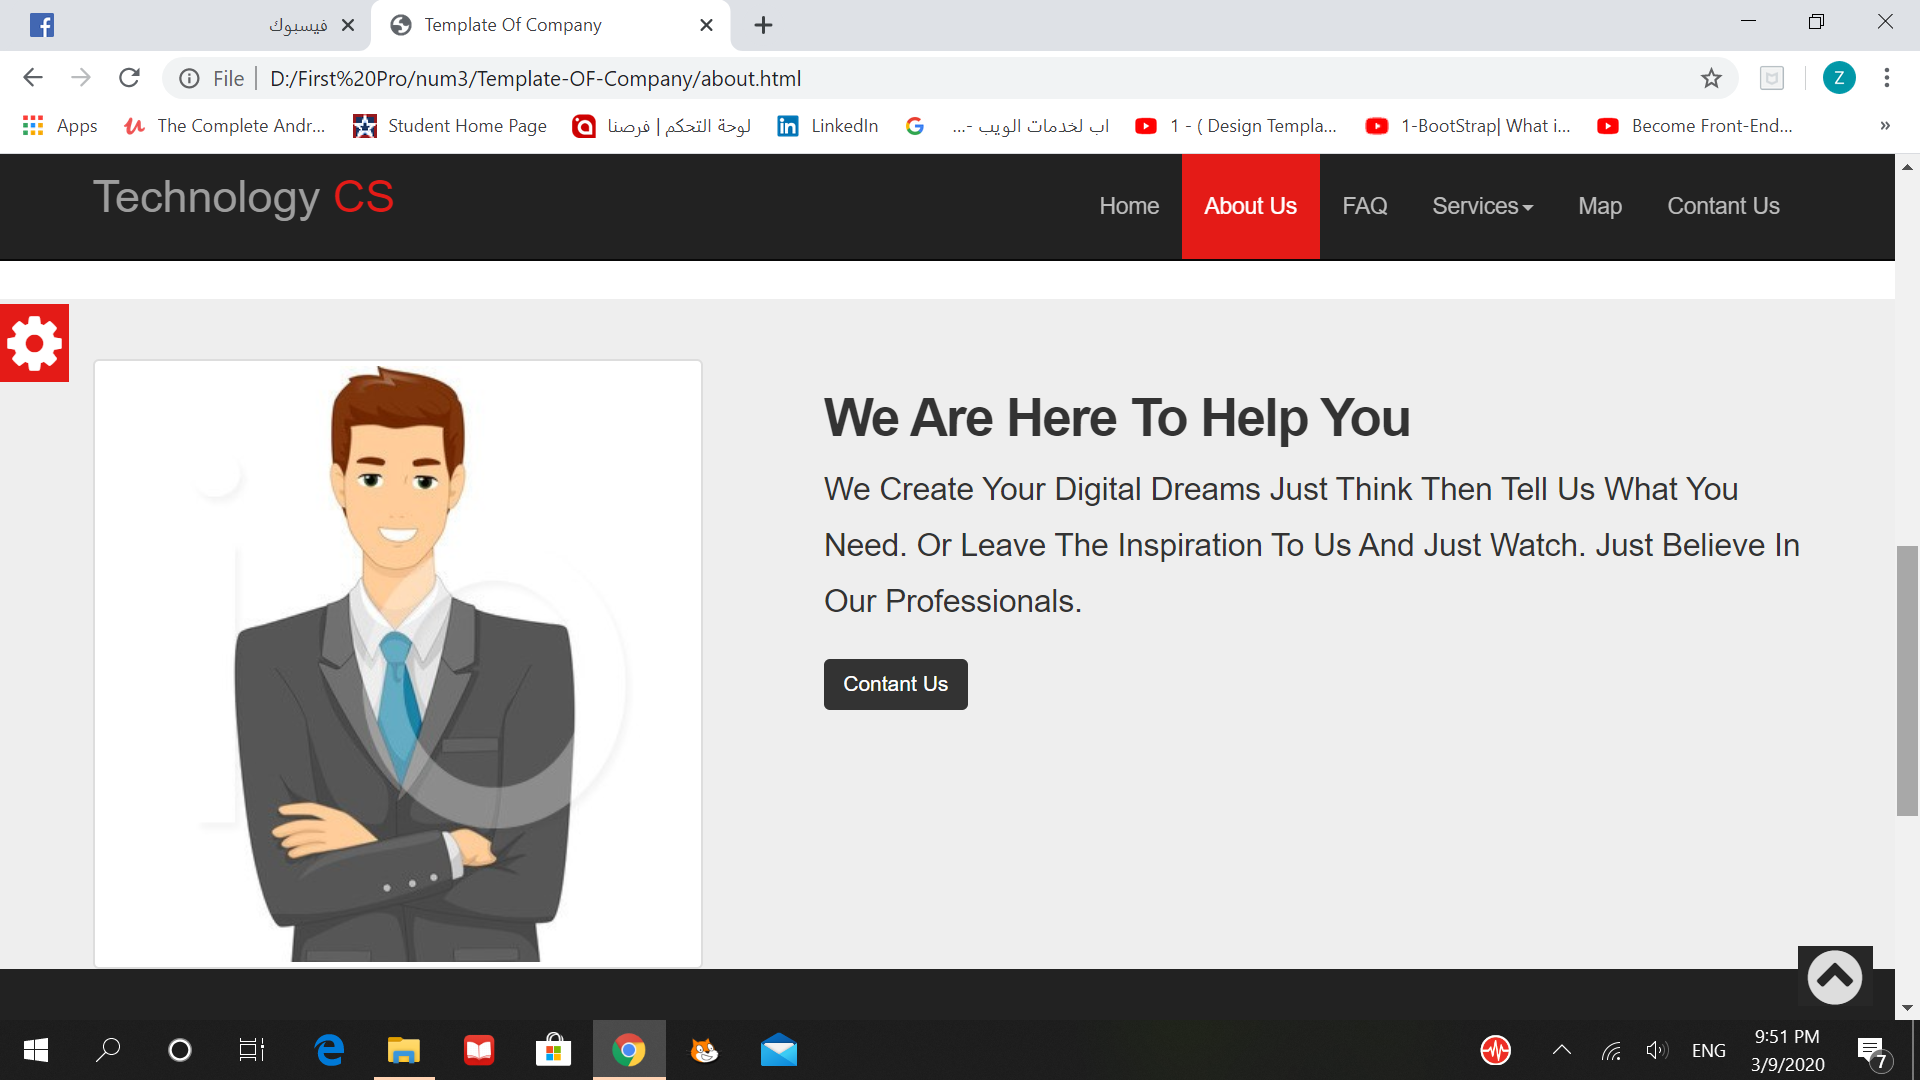 فيسبوك
Template Of Company
File
D:/First%20Pro/num3/Template-OF-Company/about.html
Apps
The Complete Andr...
Student Home Page
لوحة التحكم | فرصنا
LinkedIn
اب لخدمات الويب -...
1 - ( Design Templa...
1-BootStrap| What i...
Become Front-End...
Z
Technology CS
Home
About Us
FAQ
Services
Map
Contant Us
We Are Here To Help You
We Create Your Digital Dreams Just Think Then Tell Us What You
Need. Or Leave The Inspiration To Us And Just Watch. Just Believe In
Our Professionals.
Contant Us
ENG
9:51 PM
3/9/2020
7